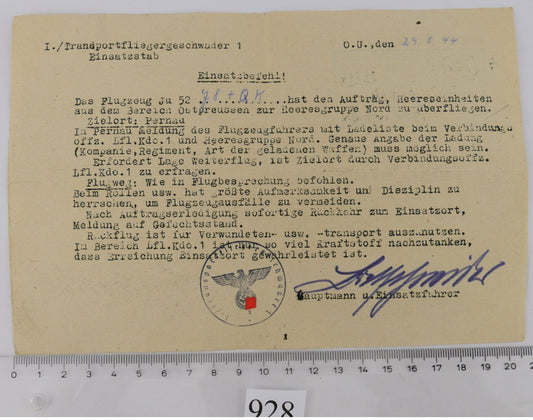 I./Trandportfliergeschwader 1 O.U.,den 29.8.44
Einsatzstab
Einsatzbefehl!
Das Flugzeug Ju 52 ....hat den Auftrag, Heereseinheiten
aus dem Bereich Ostpreussen zur Heeresgruppe Nord zu überfliegen.
Zielort: Pernau
In Pernau Meldung des Flugzeugführers mit Ladeliste beim Verbindungs
offz. Lfl.Kdo.1 und Heeresgruppe Nord. Genaue Angabe der Ladung
(Kompanie,Regiment, Art der geladenen Waffen) muss möglich sein.
Erfordert Lage Weiterflug, ist Zielort durch Verbindungsoffz.
Lfl.Kdo.1 zu erfragen.
Flugweg: Wie in Flugbesprechung befohlen.
Beim Rollen usw. hat größte Aufmerksamkeit und Disziplin zu
herrschen, um Flugzeugausfälle zu vermeiden.
Nach Auftragserledigung sofortige Rückkehr zum Einsatzort,
Meldung auf Gefechtsstand.
Rückflug ist für Verwundeten- usw. -transport auszunutzen.
In Bereich Lfl.Kdo.1 ist nur so viel Kraftstoff nachzutanken,
dass Erreichung Einsatzort gewährleistet ist.
Hauptmann u.Einsatzführer
0 1 2 3 4 5 6 7 8 9 10 11 12 13 14 15 16 17 18 19 20 21
928